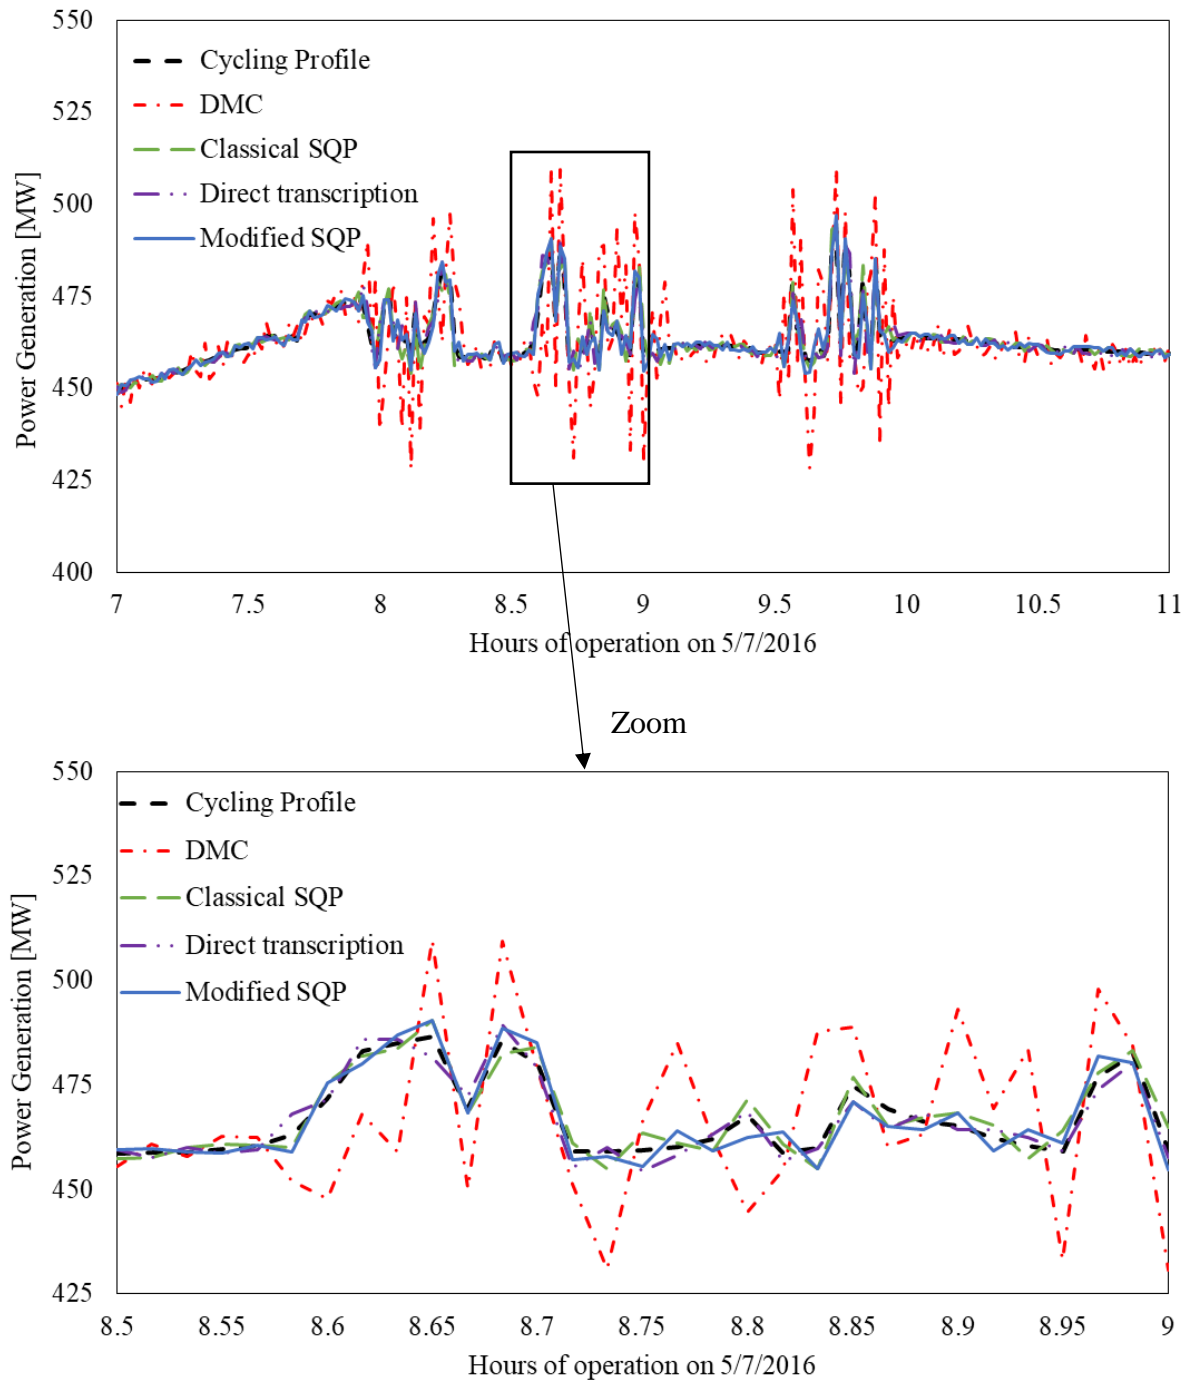 550
525
500
475
450
425
400
Power Generation [MW]
Cycling Profile
DMC
Classical SQP
Direct transcription
Modified SQP
7 7.5 8 8.5 9 9.5 10 10.5 11
Hours of operation on 5/7/2016
Zoom
550
525
500
475
450
425
Power Generation [MW]
Cycling Profile
DMC
Classical SQP
Direct transcription
Modified SQP
8.5 8.55 8.6 8.65 8.7 8.75 8.8 8.85 8.9 8.95 9
Hours of operation on 5/7/2016